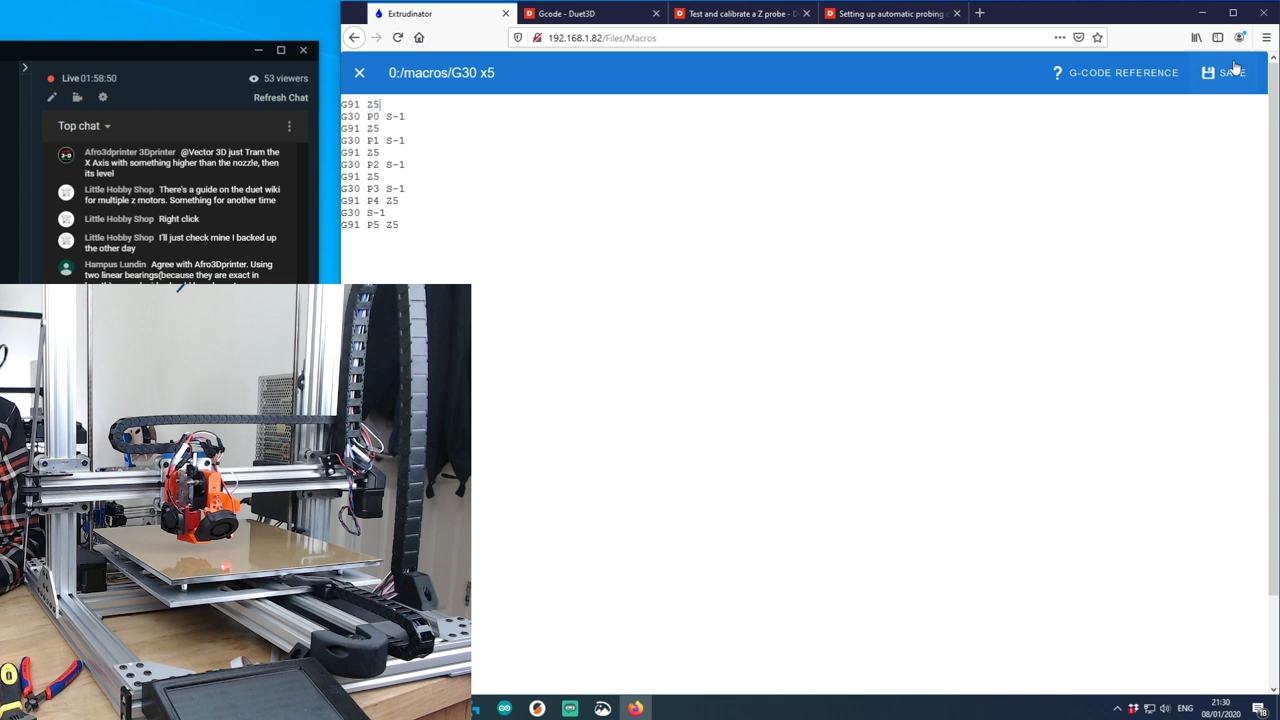 Extrudinator
Gcode - Duet3D
Test and calibrate a Z probe - D
Setting up automatic probing
192.168.1.82/Files/Macros
0:/macros/G30 x5
? G-CODE REFERENCE
SAVE
G91 Z5
G30 P0 S-1
G91 Z5
G30 P1 S-1
G91 Z5
G30 P2 S-1
G91 Z5
G30 P3 S-1
G91 P4 Z5
G30 S-1
G91 P5 Z5
Live 01:58:50
53 viewers
Refresh Chat
Top chat
Afro3dprinter 3Dprinter @Vector 3D just Tram the
X Axis with something higher than the nozzle, then
its level
Little Hobby Shop There's a guide on the duet wiki
for multiple z motors. Something for another time
Little Hobby Shop Right click
Little Hobby Shop I'll just check mine I backed up
the other day
Hampus Lundin Agree with Afro3Dprinter. Using
two linear bearings(because they are exact in
ENG
21:30
08/01/2020
18